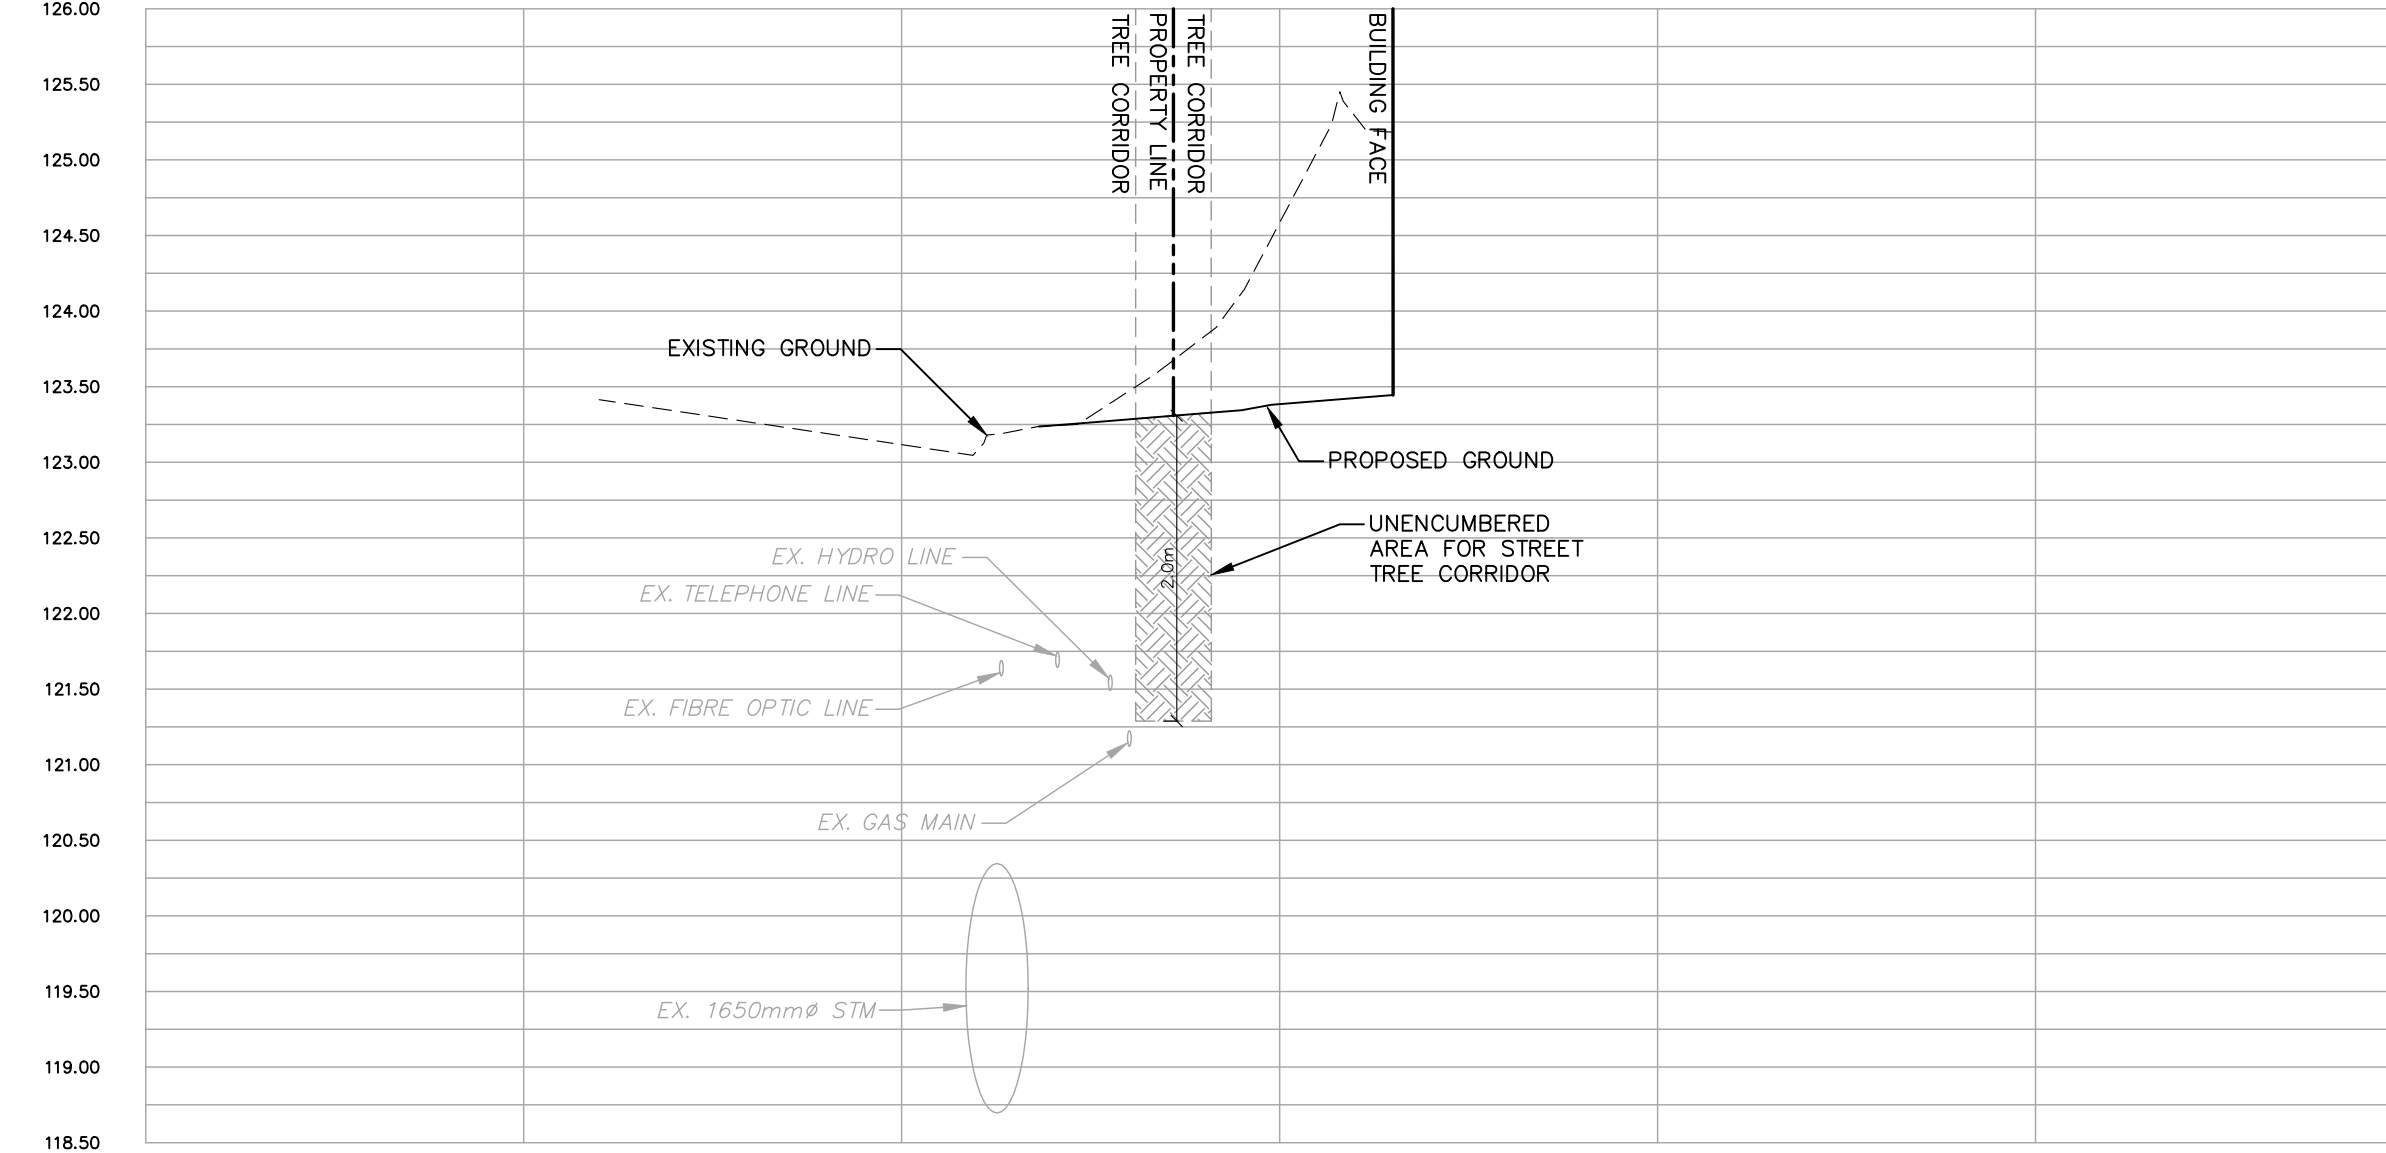 126.00
125.50
125.00
124.50
124.00
123.50
123.00
122.50
122.00
121.50
121.00
120.50
120.00
119.50
119.00
118.50
TREE CORRIDOR
PROPERTY LINE
TREE CORRIDOR
BUILDING FACE
EXISTING GROUND
PROPOSED GROUND
UNENCUMBERED
AREA FOR STREET
TREE CORRIDOR
2.0m
EX. HYDRO LINE
EX. TELEPHONE LINE
EX. FIBRE OPTIC LINE
EX. GAS MAIN
EX. 1650mmø STM